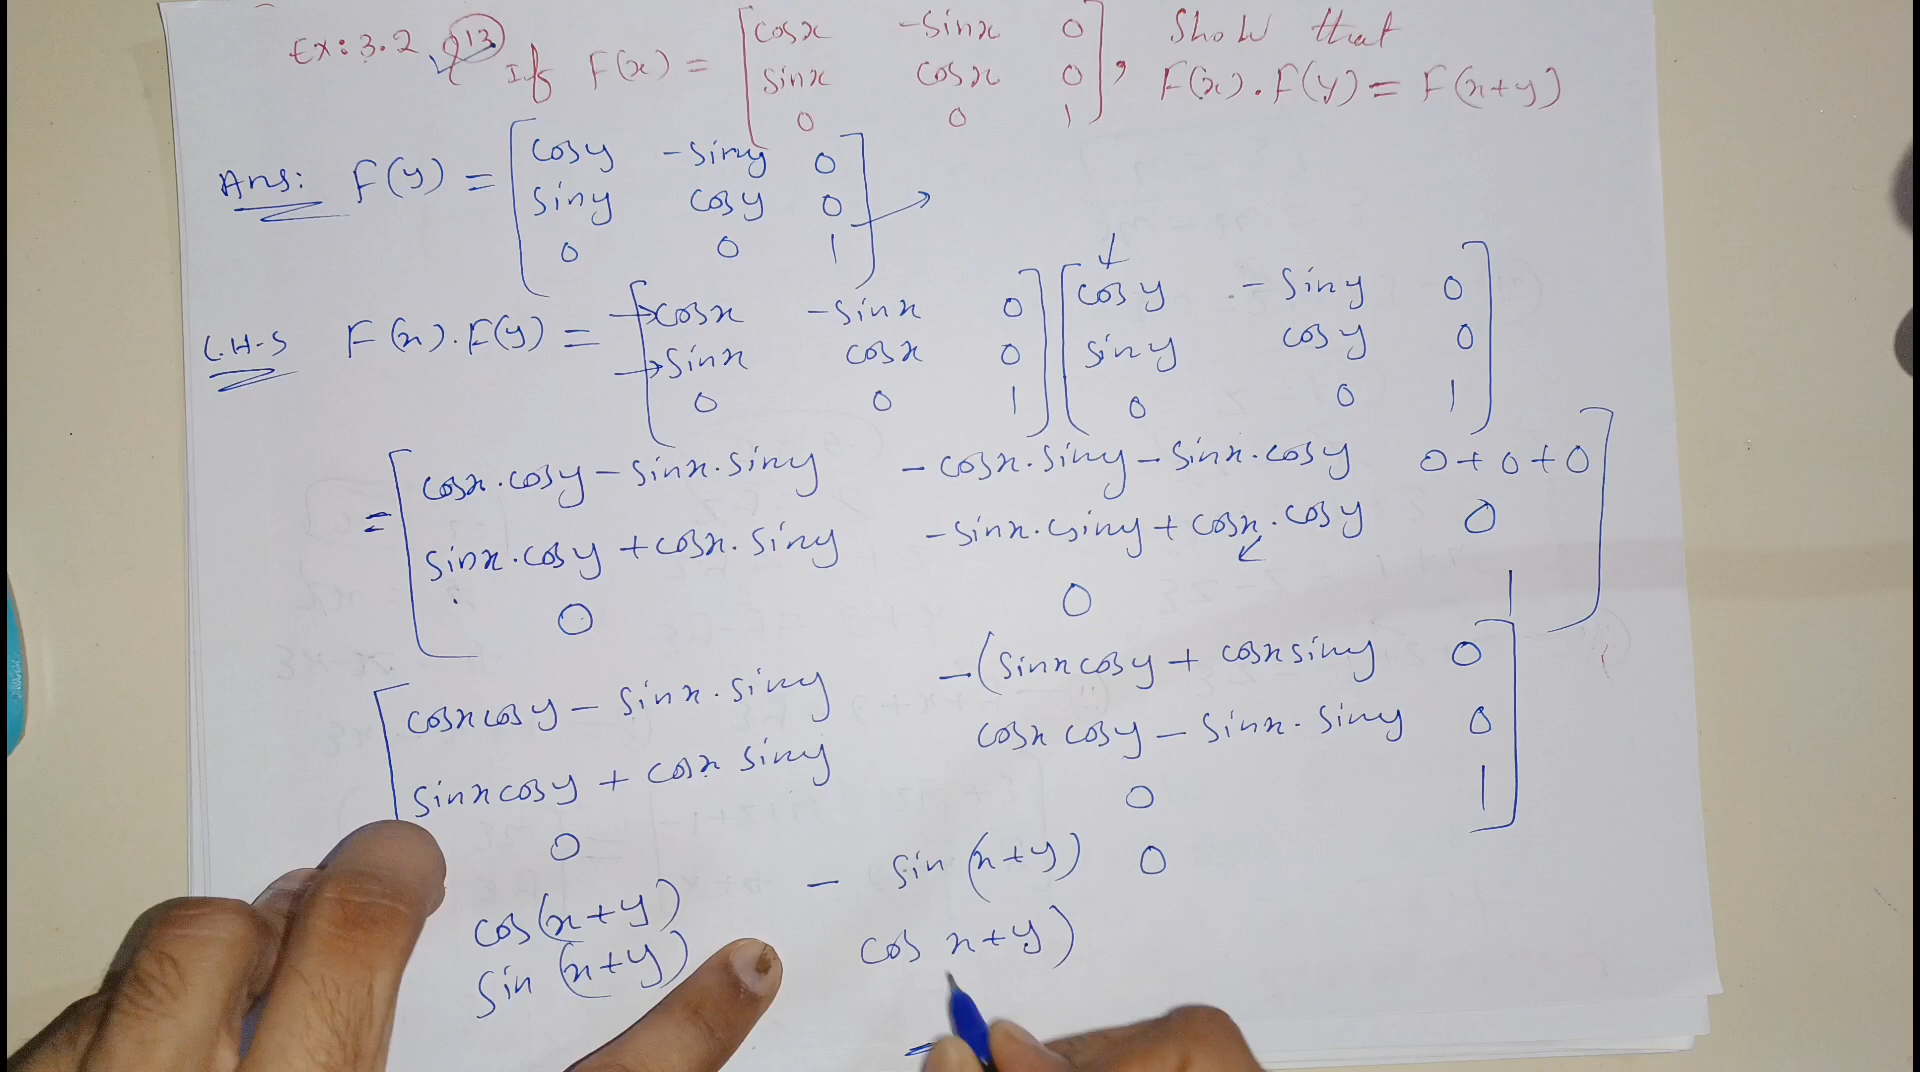 Ex: 3.2 Q 13 If F(x) = [cosx -sinx 0], Show that
sinx cosx 0 F(x).F(y) = F(x+y)
0 0 1
Ans: F(y) = [cosy -siny 0]
siny cosy 0 →
0 0 1
L.H.S F(x).F(y) = [cosx -sinx 0] [cosy -siny 0]
sinx cosx 0 siny cosy 0
0 0 1 0 0 1
= [cosx.cosy - sinx.siny -cosx.siny - sinx.cosy 0+0+0]
sinx.cosy + cosx.siny -sinx.siny + cosx.cosy 0
0 0 1
[cosxcosy - sinx.siny -(sinxcosy + cosxsiny 0]
sinxcosy + cosx siny cosx cosy - sinx.siny 0
0 0 1
cos(x+y) - sin(x+y) 0
sin(x+y) cos x+y)